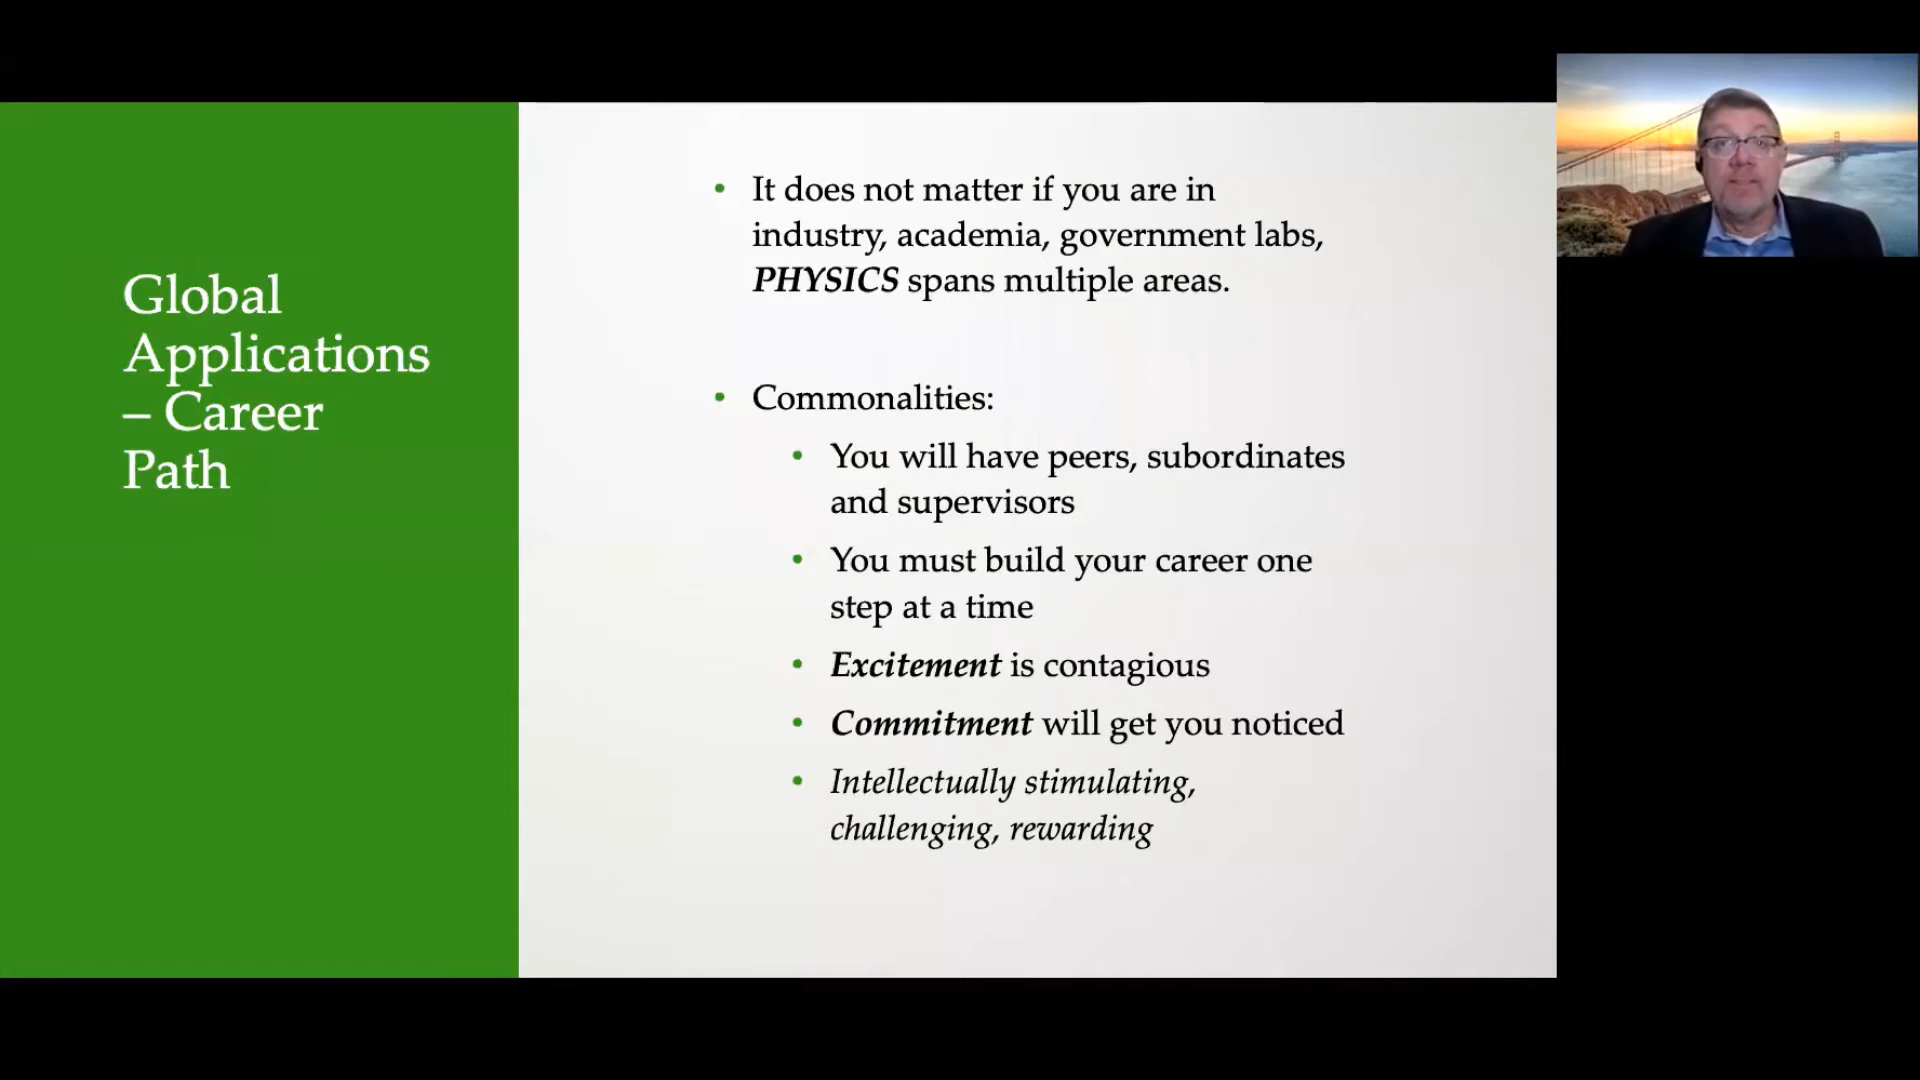 Global
Applications
– Career
Path
• It does not matter if you are in
industry, academia, government labs,
PHYSICS spans multiple areas.
• Commonalities:
• You will have peers, subordinates
and supervisors
• You must build your career one
step at a time
• Excitement is contagious
• Commitment will get you noticed
• Intellectually stimulating,
challenging, rewarding